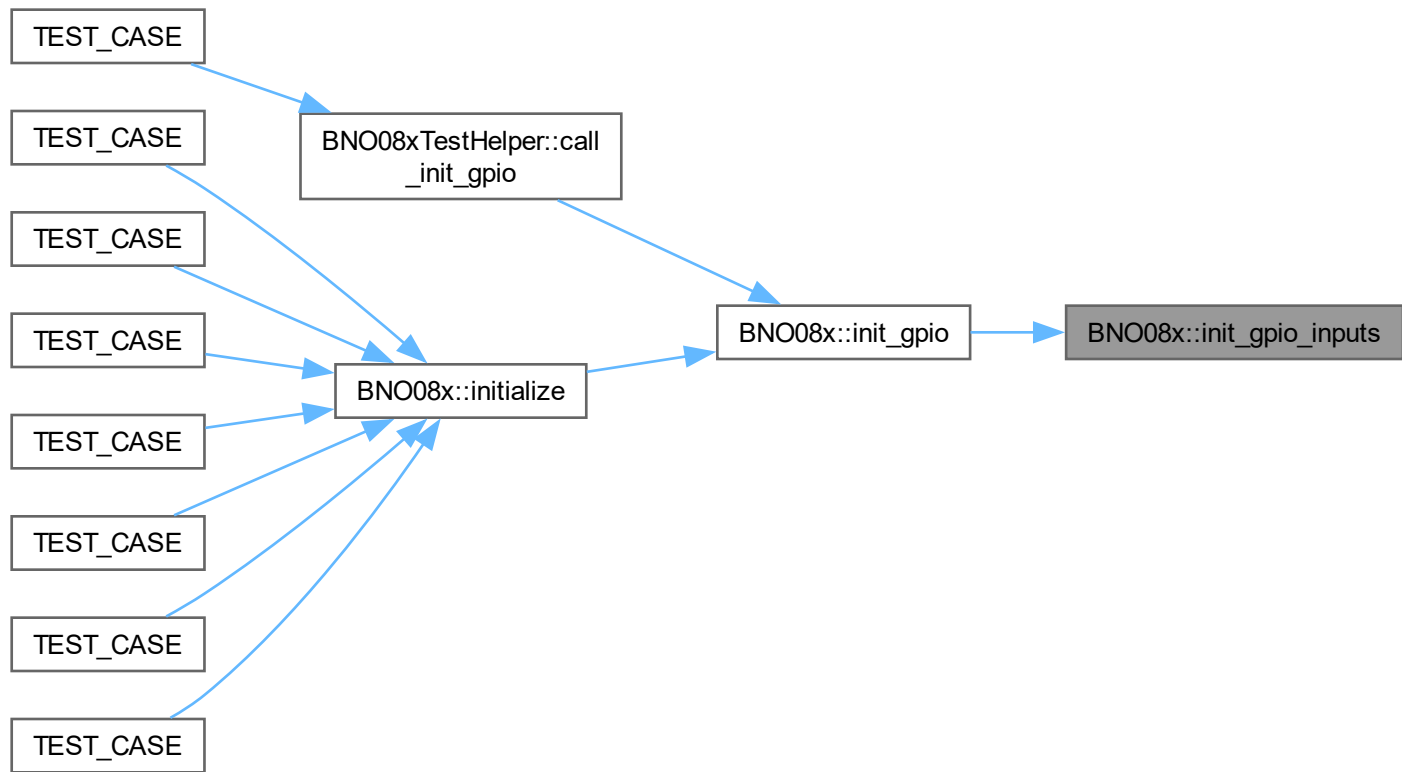 TEST_CASE
TEST_CASE
TEST_CASE
TEST_CASE
TEST_CASE
TEST_CASE
TEST_CASE
TEST_CASE
BNO08xTestHelper::call
_init_gpio
BNO08x::initialize
BNO08x::init_gpio
BNO08x::init_gpio_inputs